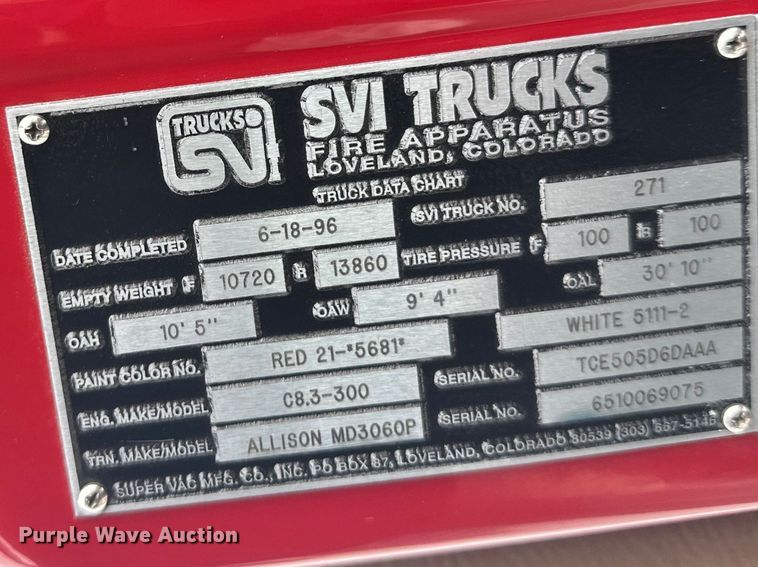 TRUCKS
SVI
SVI TRUCKS
FIRE APPARATUS
LOVELAND, COLORADO
TRUCK DATA CHART
DATE COMPLETED 6-18-96 SVI TRUCK NO. 271
EMPTY WEIGHT F 10720 R 13860 TIRE PRESSURE F 100 R 100
OAH 10' 5" OAW 9' 4" OAL 30' 10"
PAINT COLOR NO. RED 21-"5681" WHITE 5111-2
ENG. MAKE/MODEL C8.3-300 SERIAL NO. TCE505D6DAAA
TRN. MAKE/MODEL ALLISON MD3060P SERIAL NO. 6510069075
SUPER VAC MFG. CO., INC. PO BOX 87, LOVELAND, COLORADO 80539 (303) 667-5146
Purple Wave Auction